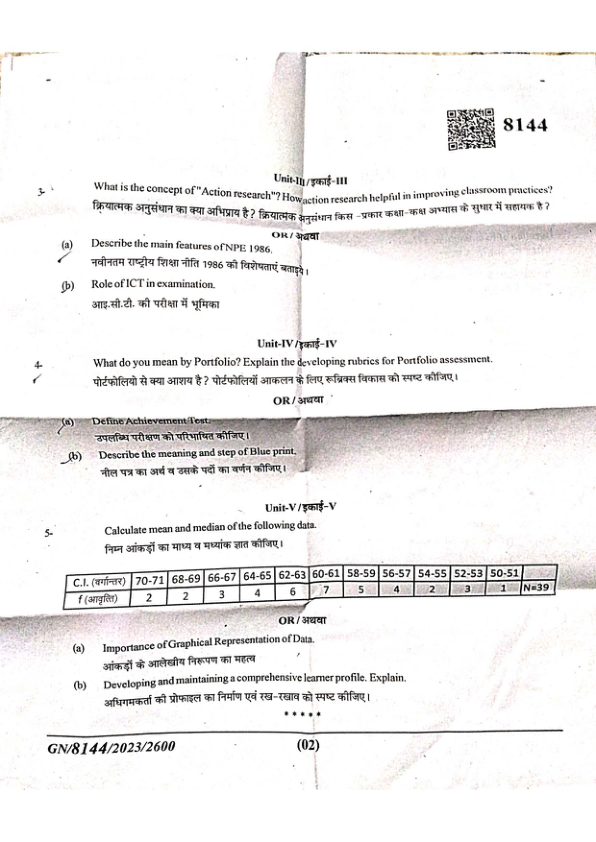 8144
Unit-III/इकाई-III
3- What is the concept of "Action research"? How action research helpful in improving classroom practices?
क्रियात्मक अनुसंधान का क्या अभिप्राय है ? क्रियात्मक अनुसंधान किस -प्रकार कक्षा-कक्ष अभ्यास के सुधार में सहायक है ?
OR/अथवा
(a) Describe the main features of NPE 1986.
नवीनतम राष्ट्रीय शिक्षा नीति 1986 की विशेषताएं बताइये।
(b) Role of ICT in examination.
आइ.सी.टी. की परीक्षा में भूमिका
Unit-IV/इकाई-IV
4- What do you mean by Portfolio? Explain the developing rubrics for Portfolio assessment.
पोर्टफोलियो से क्या आशय है ? पोर्टफोलियों आकलन के लिए रूब्रिक्स विकास को स्पष्ट कीजिए।
OR/अथवा
(a) Define Achievement Test.
उपलब्धि परीक्षण को परिभाषित कीजिए।
(b) Describe the meaning and step of Blue print.
नील पत्र का अर्थ व उसके पदों का वर्णन कीजिए।
Unit-V/इकाई-V
5- Calculate mean and median of the following data.
निम्न आंकड़ों का माध्य व मध्यांक ज्ञात कीजिए।
C.I. (वर्गान्तर) 70-71 68-69 66-67 64-65 62-63 60-61 58-59 56-57 54-55 52-53 50-51
f (आवृत्ति) 2 2 3 4 6 7 5 4 2 3 1 N=39
OR/अथवा
(a) Importance of Graphical Representation of Data.
आंकड़ों के आलेखीय निरूपण का महत्व
(b) Developing and maintaining a comprehensive learner profile. Explain.
अधिगमकर्ता की प्रोफाइल का निर्माण एवं रख-रखाव को स्पष्ट कीजिए।
* * * * *
GN/8144/2023/2600 (02)